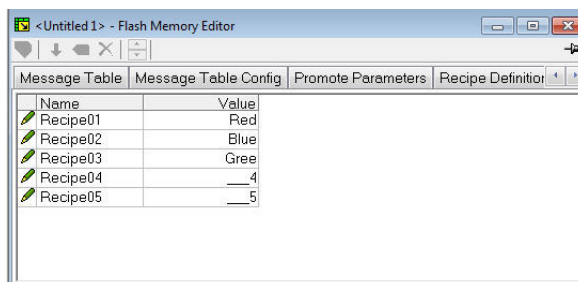 <Untitled 1> - Flash Memory Editor
Message Table Message Table Config Promote Parameters Recipe Definition
Name Value
Recipe01 Red
Recipe02 Blue
Recipe03 Gree
Recipe04 ___4
Recipe05 ___5